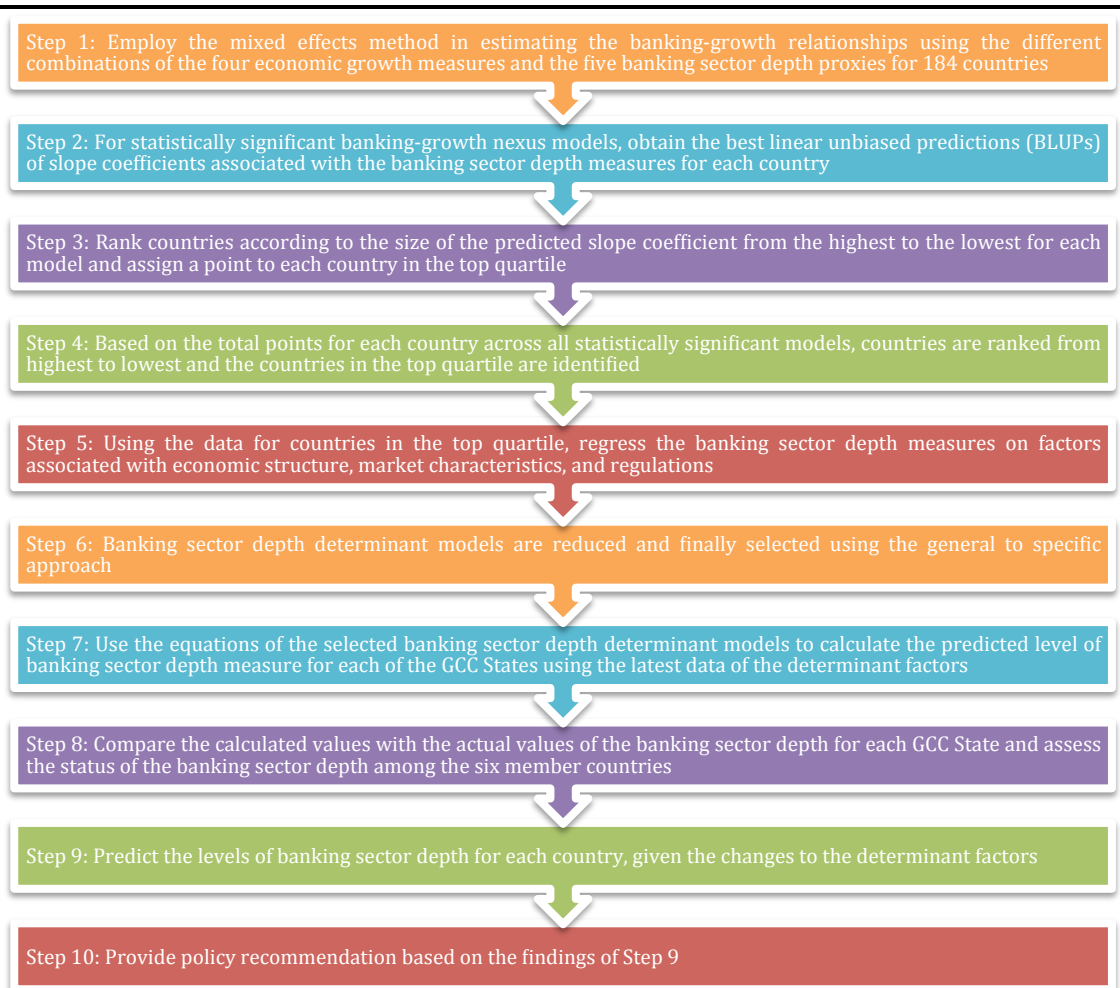 Step 1: Employ the mixed effects method in estimating the banking-growth relationships using the different
combinations of the four economic growth measures and the five banking sector depth proxies for 184 countries
Step 2: For statistically significant banking-growth nexus models, obtain the best linear unbiased predictions (BLUPs)
of slope coefficients associated with the banking sector depth measures for each country
Step 3: Rank countries according to the size of the predicted slope coefficient from the highest to the lowest for each
model and assign a point to each country in the top quartile
Step 4: Based on the total points for each country across all statistically significant models, countries are ranked from
highest to lowest and the countries in the top quartile are identified
Step 5: Using the data for countries in the top quartile, regress the banking sector depth measures on factors
associated with economic structure, market characteristics, and regulations
Step 6: Banking sector depth determinant models are reduced and finally selected using the general to specific
approach
Step 7: Use the equations of the selected banking sector depth determinant models to calculate the predicted level of
banking sector depth measure for each of the GCC States using the latest data of the determinant factors
Step 8: Compare the calculated values with the actual values of the banking sector depth for each GCC State and assess
the status of the banking sector depth among the six member countries
Step 9: Predict the levels of banking sector depth for each country, given the changes to the determinant factors
Step 10: Provide policy recommendation based on the findings of Step 9